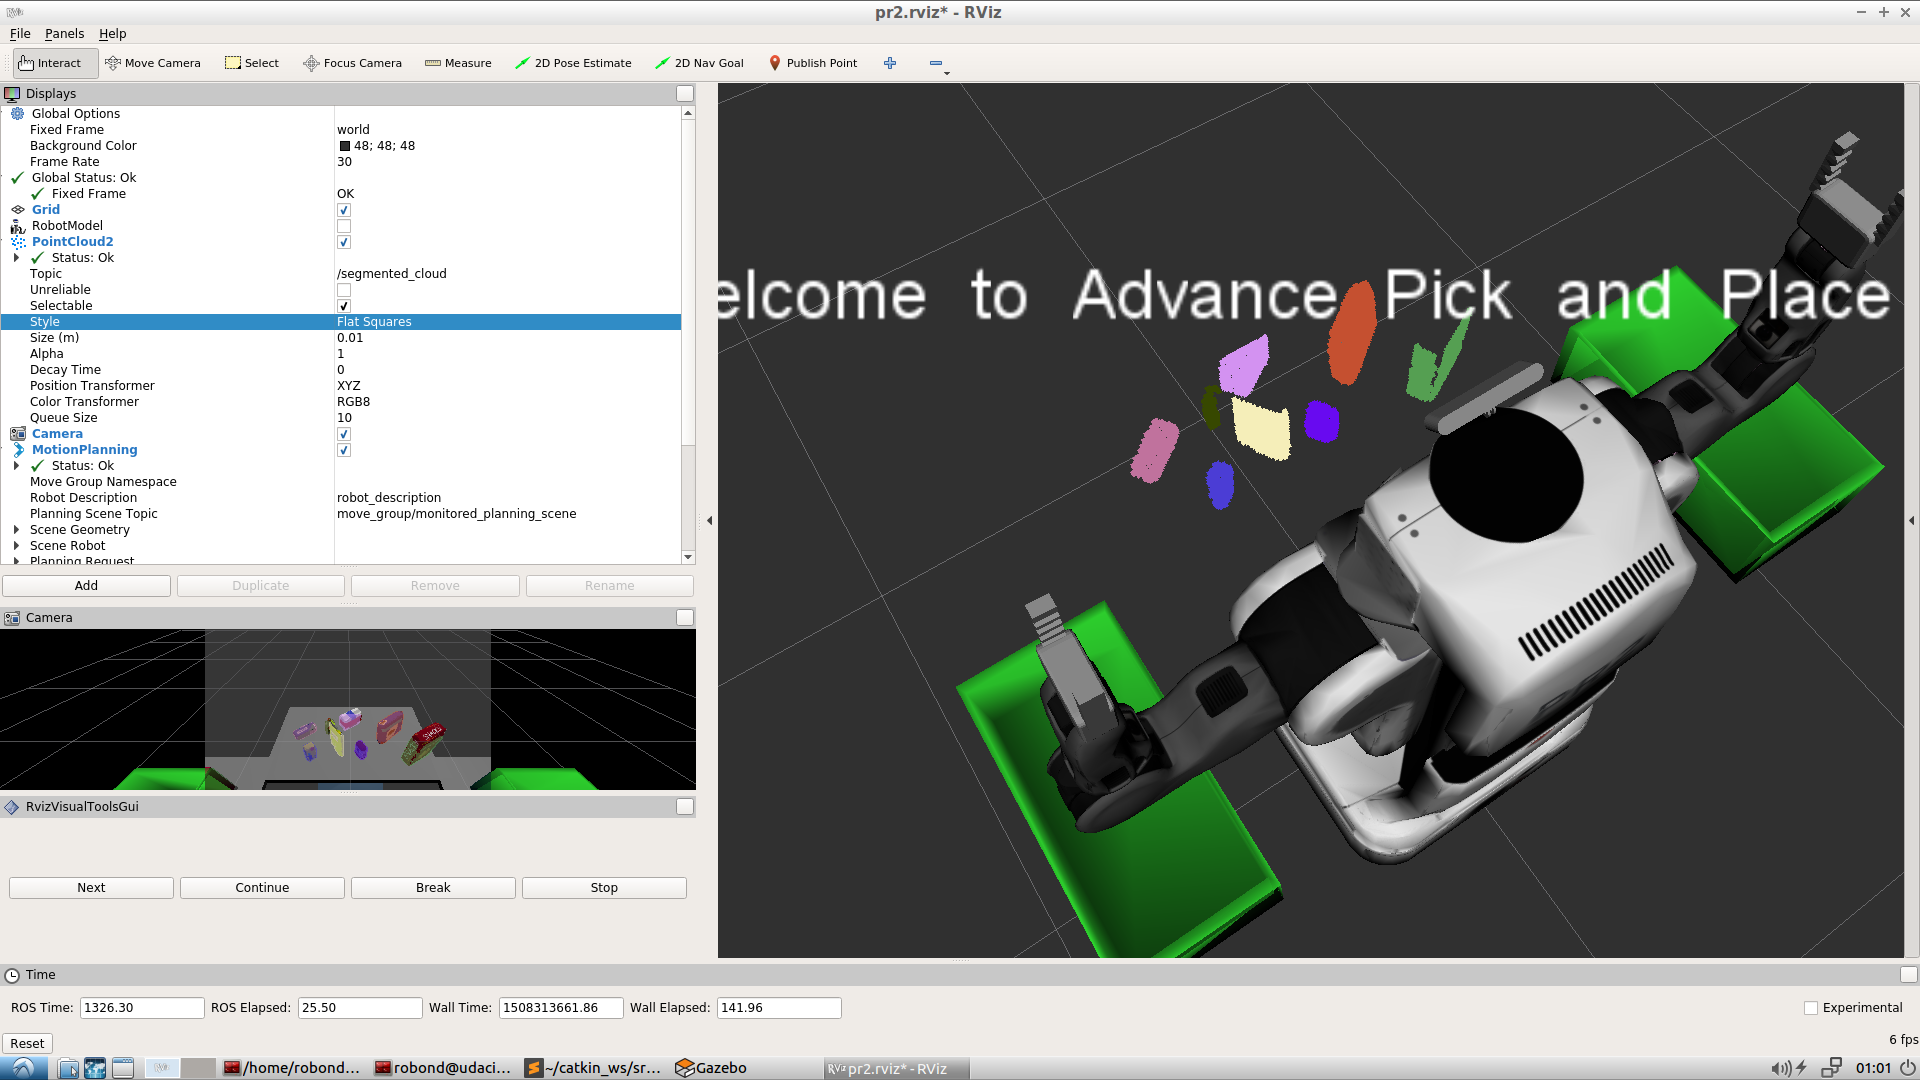 pr2.rviz* - RViz
File Panels Help
Interact Move Camera Select Focus Camera Measure 2D Pose Estimate 2D Nav Goal Publish Point
Displays
Global Options
Fixed Frame world
Background Color 48; 48; 48
Frame Rate 30
Global Status: Ok
Fixed Frame OK
Grid
RobotModel
PointCloud2
Status: Ok
Topic /segmented_cloud
Unreliable
Selectable
Style Flat Squares
Size (m) 0.01
Alpha 1
Decay Time 0
Position Transformer XYZ
Color Transformer RGB8
Queue Size 10
Camera
MotionPlanning
Status: Ok
Move Group Namespace
Robot Description robot_description
Planning Scene Topic move_group/monitored_planning_scene
Scene Geometry
Scene Robot
Planning Request
Add Duplicate Remove Rename
Camera
RvizVisualToolsGui
Next Continue Break Stop
elcome to Advance Pick and Place
Time
ROS Time: 1326.30 ROS Elapsed: 25.50 Wall Time: 1508313661.86 Wall Elapsed: 141.96 Experimental
Reset 6 fps
/home/robond... robond@udaci... ~/catkin_ws/sr... Gazebo pr2.rviz* - RViz 01:01